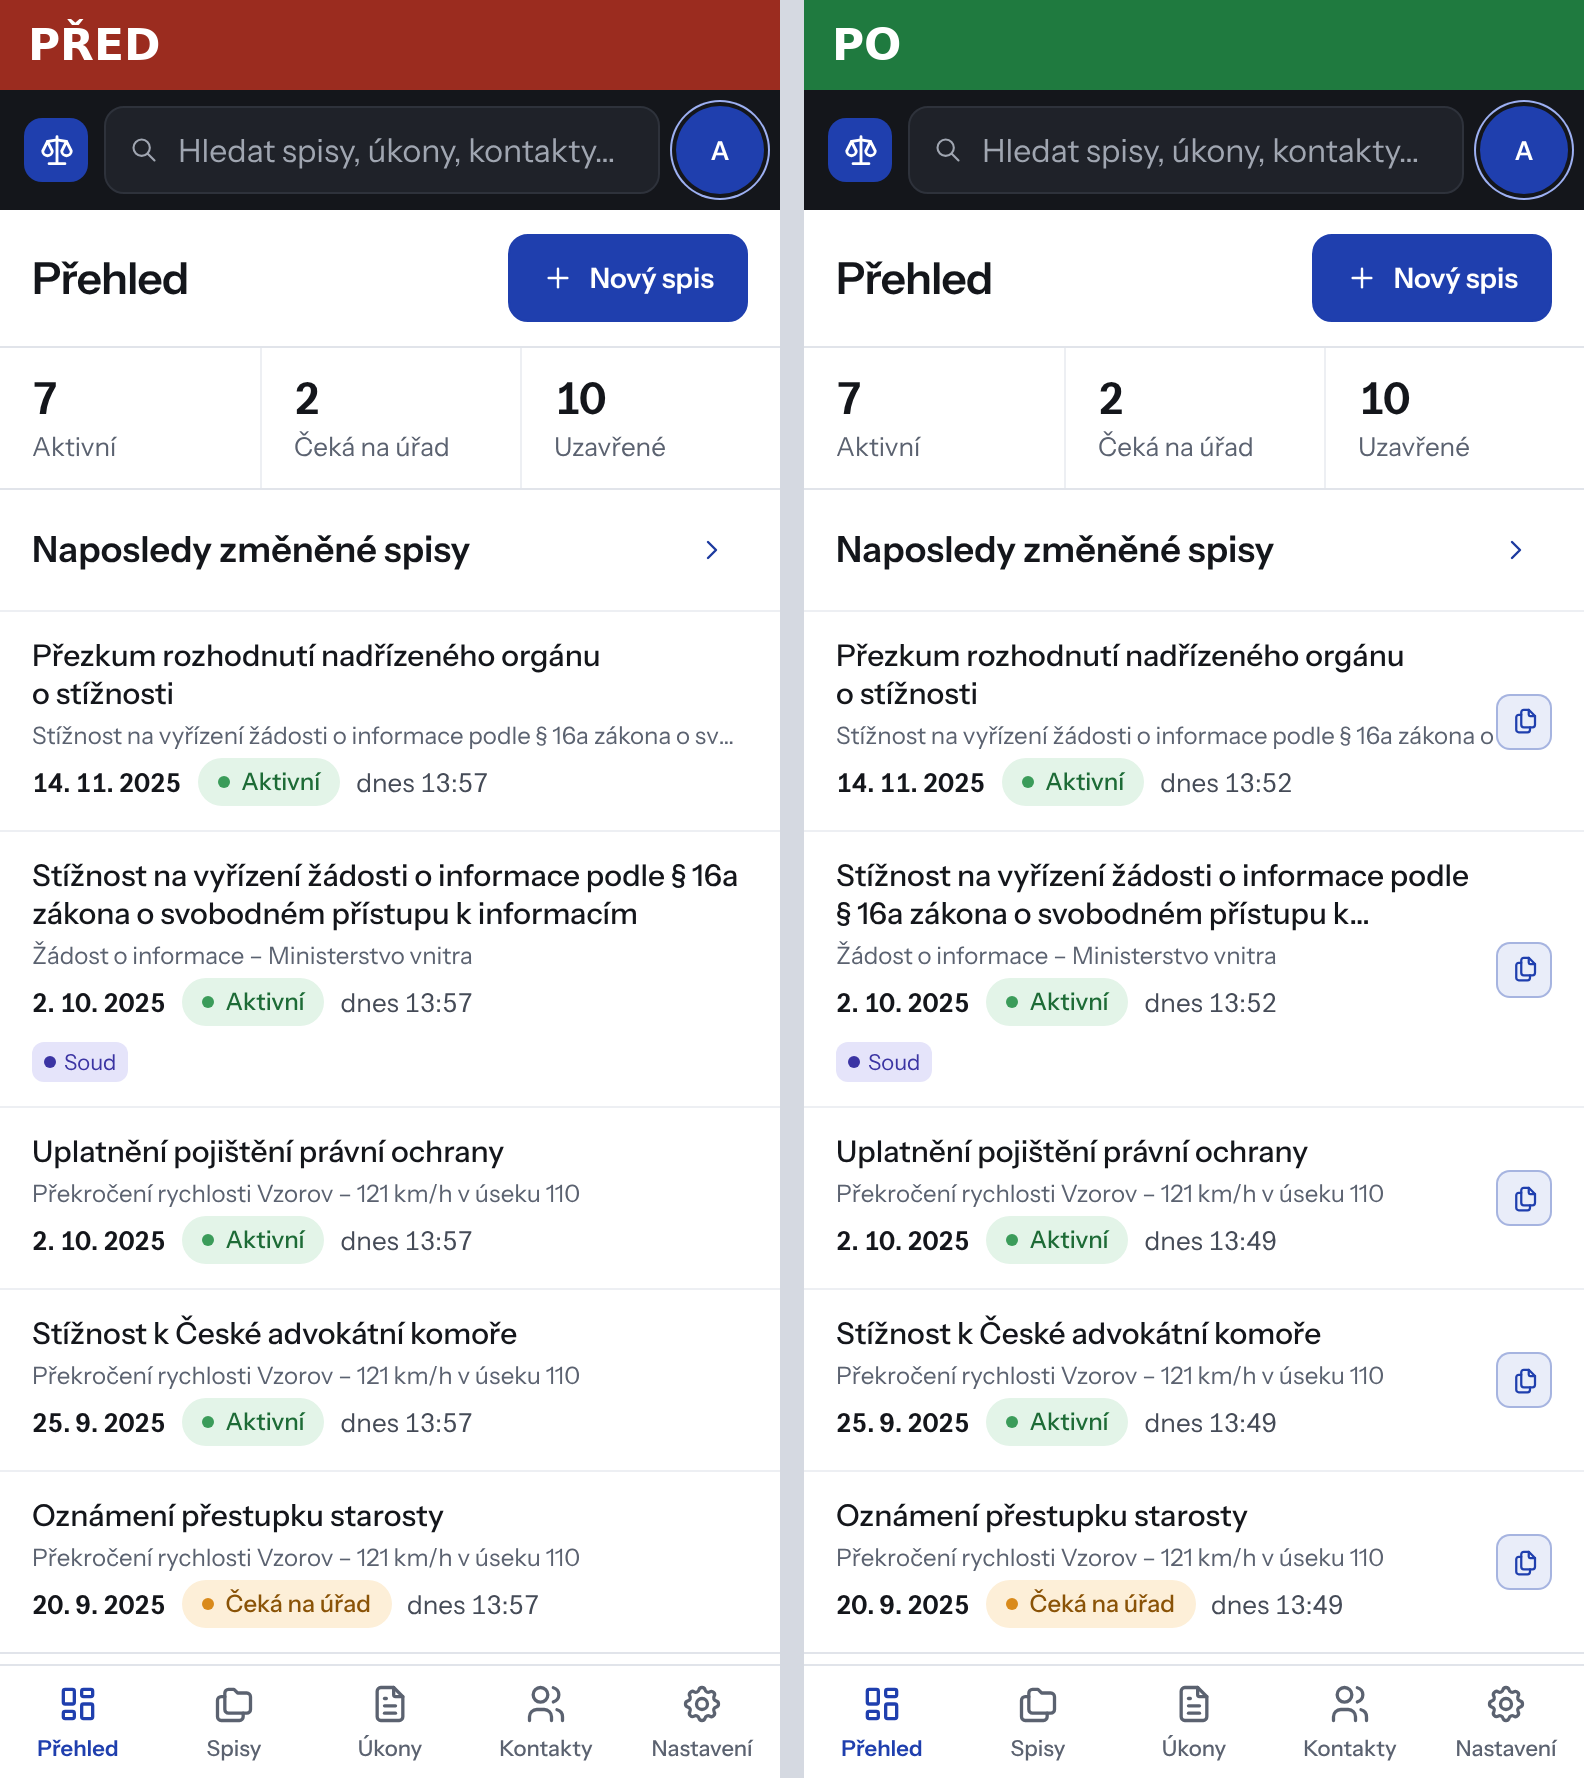 PŘED
Hledat spisy, úkony, kontakty...
A
Přehled
Nový spis
7
Aktivní
2
Čeká na úřad
10
Uzavřené
Naposledy změněné spisy
Přezkum rozhodnutí nadřízeného orgánu
o stížnosti
Stížnost na vyřízení žádosti o informace podle § 16a zákona o sv...
14. 11. 2025 Aktivní dnes 13:57
Stížnost na vyřízení žádosti o informace podle § 16a
zákona o svobodném přístupu k informacím
Žádost o informace – Ministerstvo vnitra
2. 10. 2025 Aktivní dnes 13:57
Soud
Uplatnění pojištění právní ochrany
Překročení rychlosti Vzorov – 121 km/h v úseku 110
2. 10. 2025 Aktivní dnes 13:57
Stížnost k České advokátní komoře
Překročení rychlosti Vzorov – 121 km/h v úseku 110
25. 9. 2025 Aktivní dnes 13:57
Oznámení přestupku starosty
Překročení rychlosti Vzorov – 121 km/h v úseku 110
20. 9. 2025 Čeká na úřad dnes 13:57
Přehled
Spisy
Úkony
Kontakty
Nastavení
PO
Hledat spisy, úkony, kontakty...
A
Přehled
Nový spis
7
Aktivní
2
Čeká na úřad
10
Uzavřené
Naposledy změněné spisy
Přezkum rozhodnutí nadřízeného orgánu
o stížnosti
Stížnost na vyřízení žádosti o informace podle § 16a zákona o
14. 11. 2025 Aktivní dnes 13:52
Stížnost na vyřízení žádosti o informace podle
§ 16a zákona o svobodném přístupu k...
Žádost o informace – Ministerstvo vnitra
2. 10. 2025 Aktivní dnes 13:52
Soud
Uplatnění pojištění právní ochrany
Překročení rychlosti Vzorov – 121 km/h v úseku 110
2. 10. 2025 Aktivní dnes 13:49
Stížnost k České advokátní komoře
Překročení rychlosti Vzorov – 121 km/h v úseku 110
25. 9. 2025 Aktivní dnes 13:49
Oznámení přestupku starosty
Překročení rychlosti Vzorov – 121 km/h v úseku 110
20. 9. 2025 Čeká na úřad dnes 13:49
Přehled
Spisy
Úkony
Kontakty
Nastavení